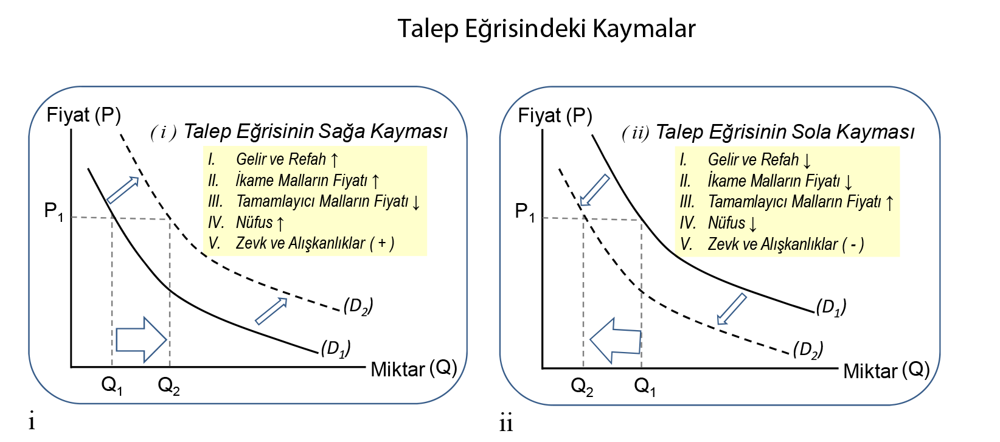 Talep Eğrisindeki Kaymalar
Fiyat (P)
( i ) Talep Eğrisinin Sağa Kayması
I. Gelir ve Refah ↑
II. İkame Malların Fiyatı ↑
III. Tamamlayıcı Malların Fiyatı ↓
IV. Nüfus ↑
V. Zevk ve Alışkanlıklar ( + )
P1
(D2)
(D1)
Miktar (Q)
Q1 Q2
i
Fiyat (P)
( ii) Talep Eğrisinin Sola Kayması
I. Gelir ve Refah ↓
II. İkame Malların Fiyatı ↓
III. Tamamlayıcı Malların Fiyatı ↑
IV. Nüfus ↓
V. Zevk ve Alışkanlıklar ( - )
P1
(D1)
(D2)
Miktar (Q)
Q2 Q1
ii